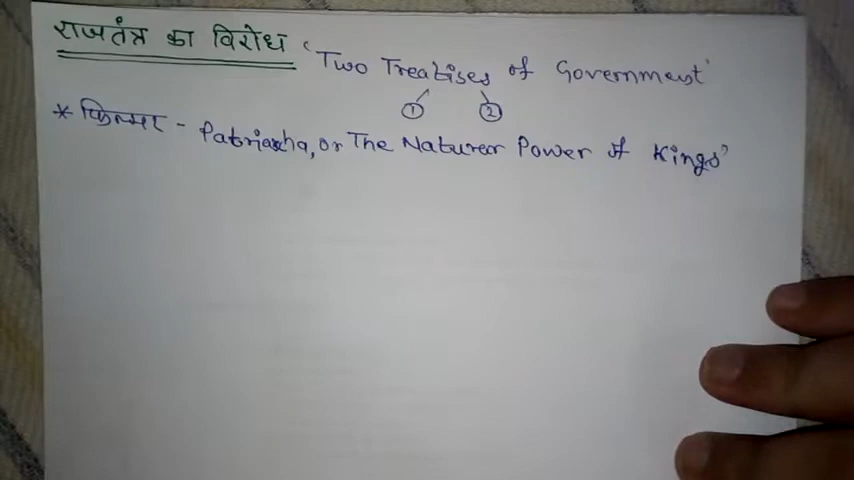 राजतंत्र का विरोध 'Two Treatises of Government'
① ②
* फिल्मर - Patriarcha, or The Naturer Power of Kings'